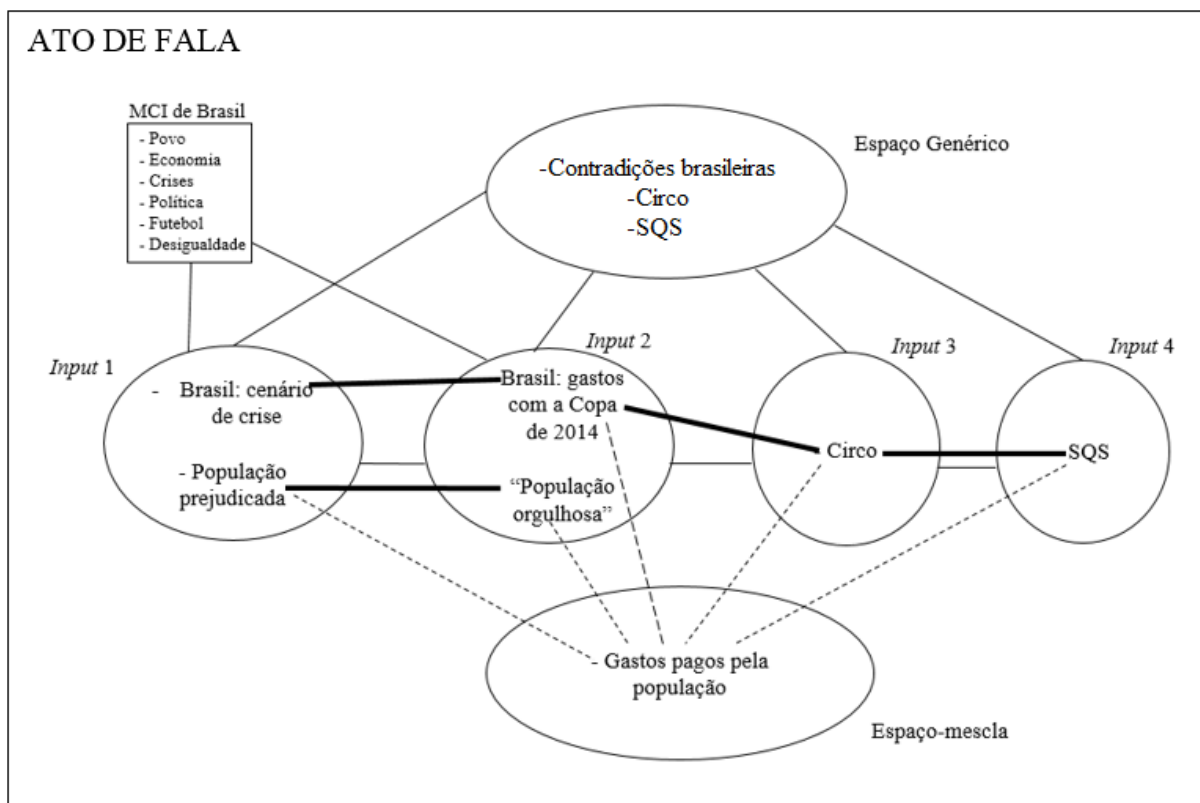 ATO DE FALA
MCI de Brasil
- Povo
- Economia
- Crises
- Política
- Futebol
- Desigualdade
Espaço Genérico
-Contradições brasileiras
-Circo
-SQS
Input 1
- Brasil: cenário
de crise
- População
prejudicada
Input 2
Brasil: gastos
com a Copa
de 2014
“População
orgulhosa”
Input 3
Circo
Input 4
SQS
- Gastos pagos pela
população
Espaço-mescla